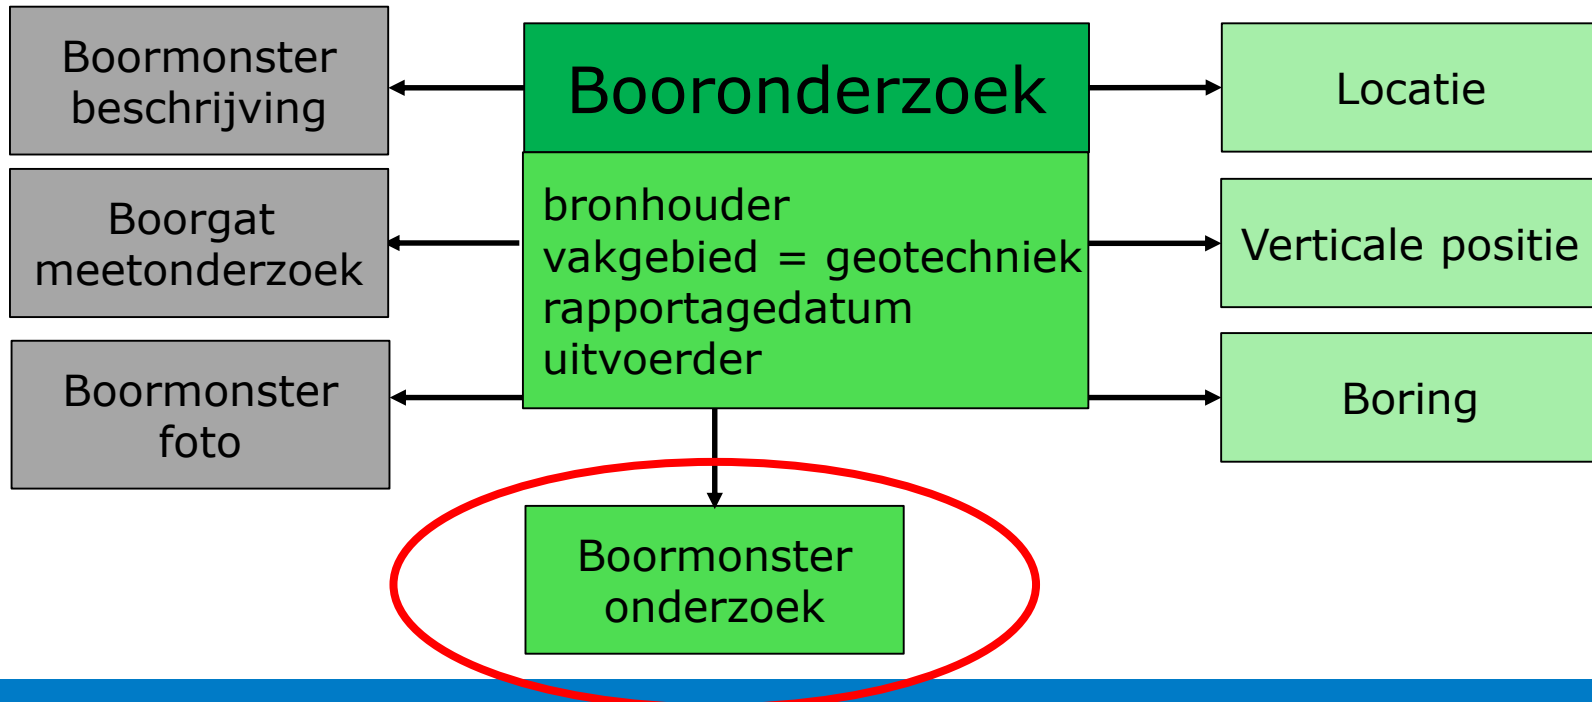 Boormonster
beschrijving
Booronderzoek
Locatie
Boorgat
meetonderzoek
bronhouder
vakgebied = geotechniek
rapportagedatum
uitvoerder
Verticale positie
Boormonster
foto
Boring
Boormonster
onderzoek